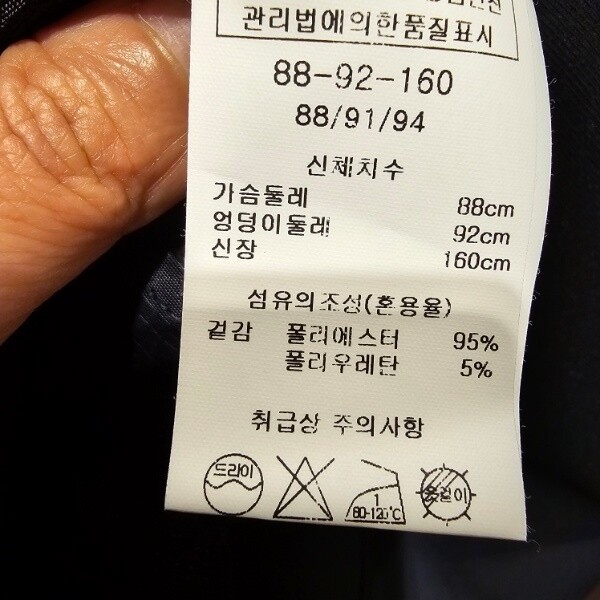 관리법에의한품질표시
88-92-160
88/91/94
신체치수
가슴둘레 88cm
엉덩이둘레 92cm
신장 160cm
섬유의조성(혼용율)
겉감 폴리에스터 95%
폴리우레탄 5%
취급상 주의사항
드라이
1
80-120°C
옷걸이